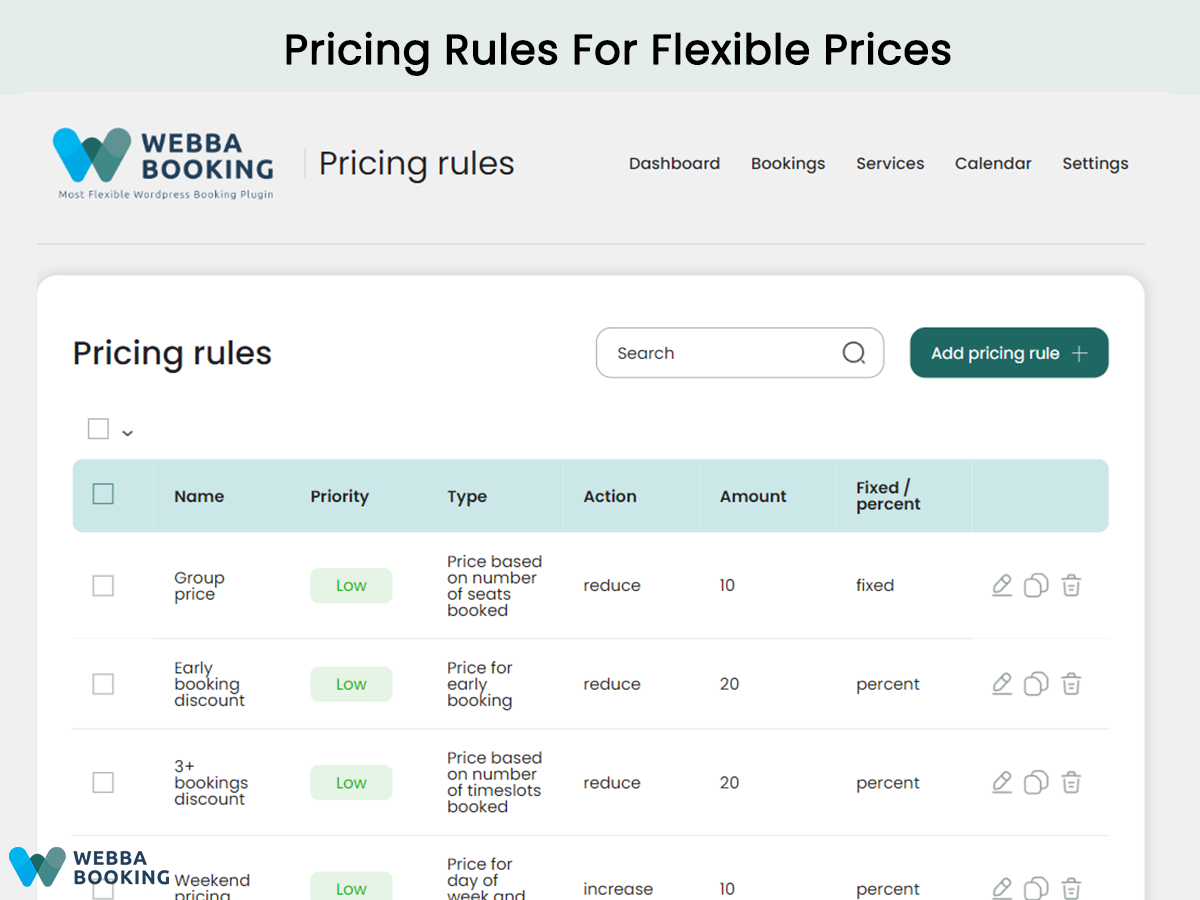 Pricing Rules For Flexible Prices
WEBBA
BOOKING
Most Flexible Wordpress Booking Plugin
Pricing rules
Dashboard Bookings Services Calendar Settings
Pricing rules
Search
Add pricing rule
Name Priority Type Action Amount Fixed /
percent
Group
price
Low
Price based
on number
of seats
booked
reduce
10
fixed
Early
booking
discount
Low
Price for
early
booking
reduce
20
percent
3+
bookings
discount
Low
Price based
on number
of timeslots
booked
reduce
20
percent
WEBBA
BOOKING
Weekend
pricing
Low
Price for
day of
week and
increase
10
percent